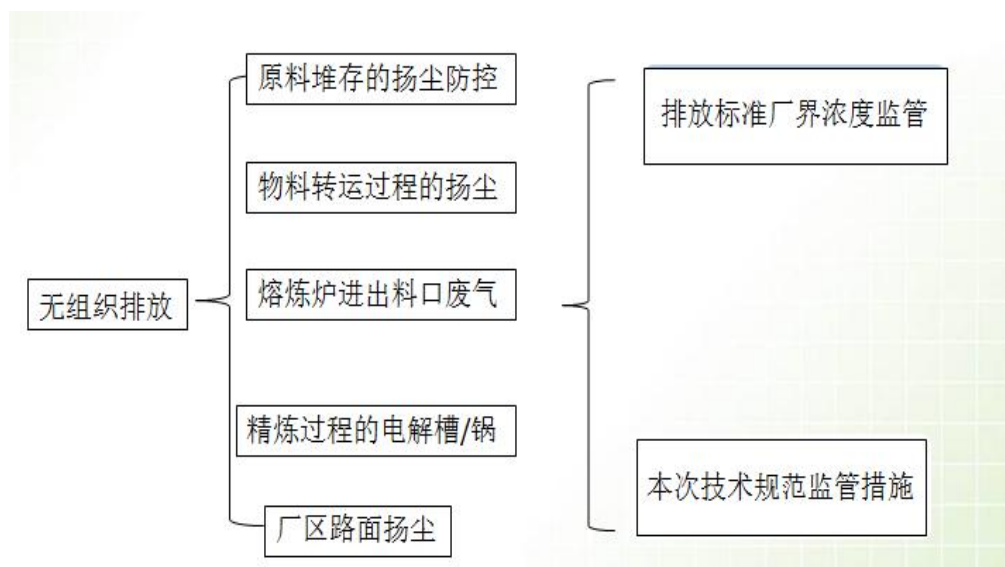 原料堆存的扬尘防控
排放标准厂界浓度监管
物料转运过程的扬尘
熔炼炉进出料口废气
无组织排放
精炼过程的电解槽/锅
本次技术规范监管措施
厂区路面扬尘